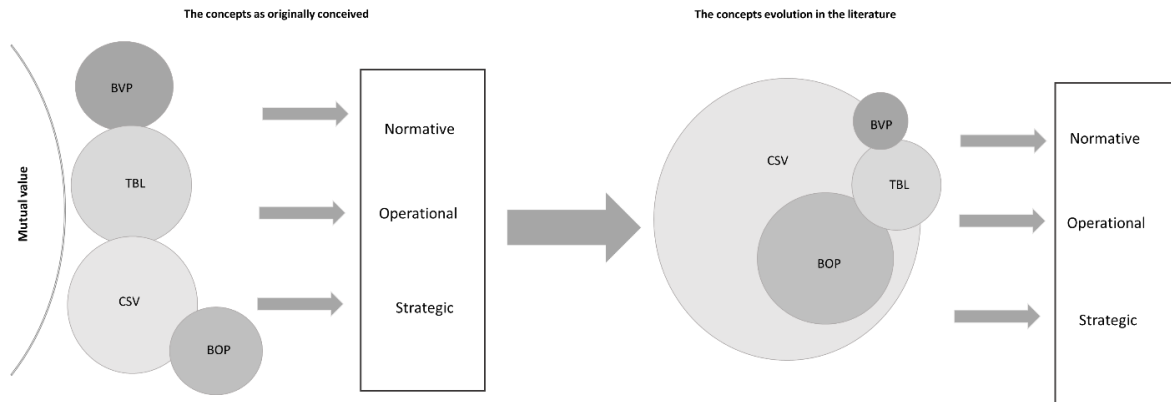 The concepts as originally conceived
Mutual value
BVP
TBL
CSV
BOP
Normative
Operational
Strategic
The concepts evolution in the literature
CSV
BVP
TBL
BOP
Normative
Operational
Strategic